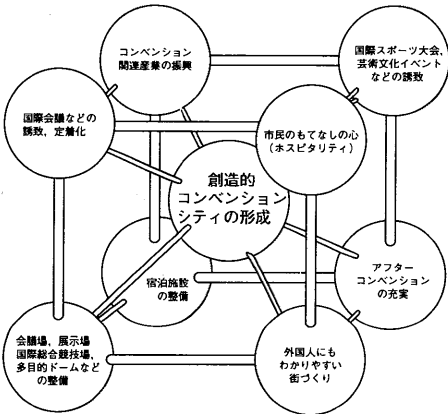 コンベンション
関連産業の振興
国際スポーツ大会、
芸術文化イベント
などの誘致
国際会議などの
誘致、定着化
市民のもてなしの心
(ホスピタリティ)
創造的
コンベンション
シティの形成
宿泊施設
の整備
アフター
コンベンション
の充実
会議場、展示場
国際総合競技場、
多目的ドームなど
の整備
外国人にも
わかりやすい
街づくり